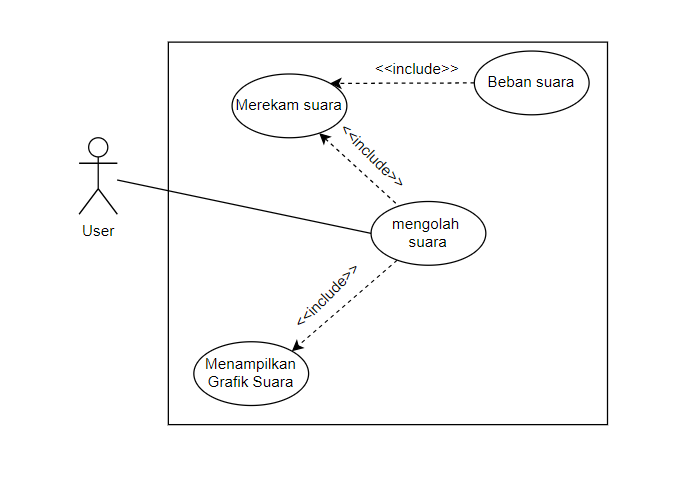 <<include>>
Beban suara
Merekam suara
<<include>>
User
mengolah
suara
<<include>>
Menampilkan
Grafik Suara